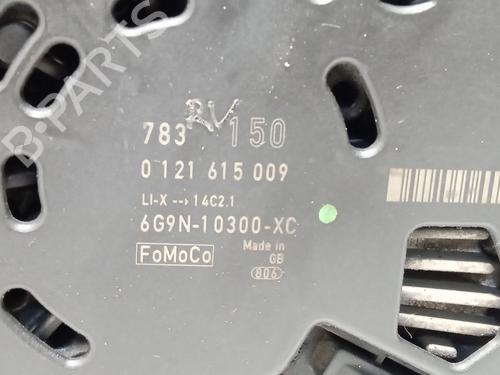 RV
783 150
0 121 615 009
LI-X --> 14C2.1
6G9N-10300-XC
FoMoCo Made in
GB
806
B-PARTS